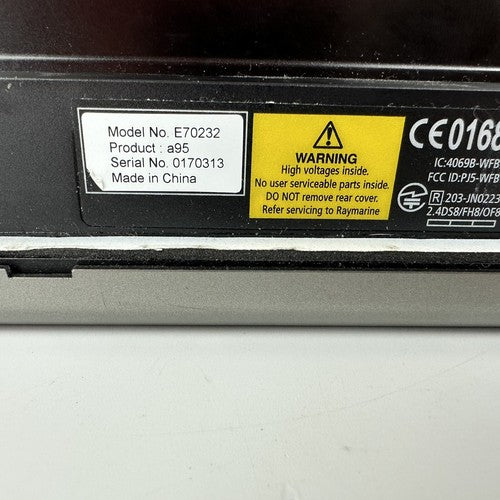 Model No. E70232
Product : a95
Serial No. 0170313
Made in China
WARNING
High voltages inside.
No user serviceable parts inside.
DO NOT remove rear cover.
Refer servicing to Raymarine
CE0168
IC:4069B-WFB
FCC ID:PJ5-WFB
R 203-JN0223
2.4DS8/FH8/OF8